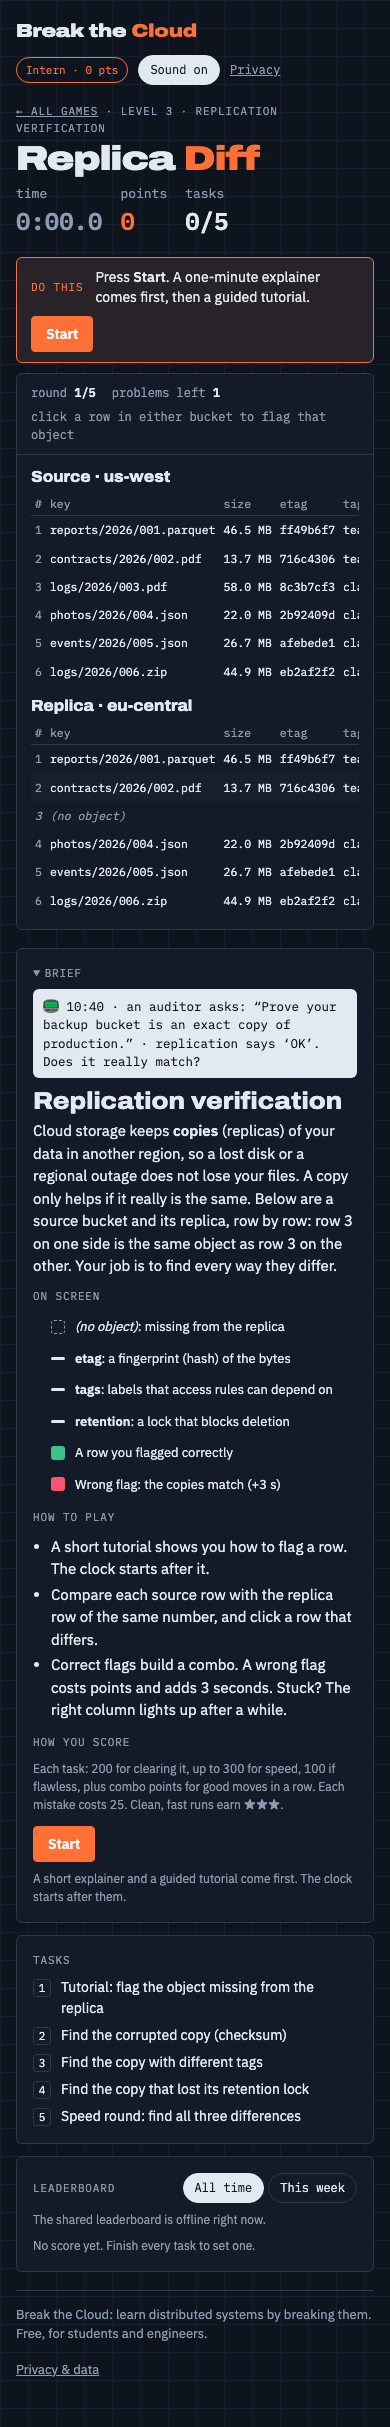 Break the Cloud
Intern · 0 pts
Sound on
Privacy
← ALL GAMES · LEVEL 3 · REPLICATION
VERIFICATION
Replica Diff
time points tasks
0:00.0 0 0/5
DO THIS
Press Start. A one-minute explainer
comes first, then a guided tutorial.
Start
round 1/5 problems left 1
click a row in either bucket to flag that
object
Source · us-west
# key size etag
1 reports/2026/001.parquet 46.5 MB ff49b6f7
2 contracts/2026/002.pdf 13.7 MB 716c4306
3 logs/2026/003.pdf 58.0 MB 8c3b7cf3
4 photos/2026/004.json 22.0 MB 2b92409d
5 events/2026/005.json 26.7 MB afebede1
6 logs/2026/006.zip 44.9 MB eb2af2f2
Replica · eu-central
# key size etag
1 reports/2026/001.parquet 46.5 MB ff49b6f7
2 contracts/2026/002.pdf 13.7 MB 716c4306
3 (no object)
4 photos/2026/004.json 22.0 MB 2b92409d
5 events/2026/005.json 26.7 MB afebede1
6 logs/2026/006.zip 44.9 MB eb2af2f2
▼ BRIEF
10:40 · an auditor asks: “Prove your
backup bucket is an exact copy of
production.” · replication says ‘OK’.
Does it really match?
Replication verification
Cloud storage keeps copies (replicas) of your
data in another region, so a lost disk or a
regional outage does not lose your files. A copy
only helps if it really is the same. Below are a
source bucket and its replica, row by row: row 3
on one side is the same object as row 3 on the
other. Your job is to find every way they differ.
ON SCREEN
(no object): missing from the replica
etag: a fingerprint (hash) of the bytes
tags: labels that access rules can depend on
retention: a lock that blocks deletion
A row you flagged correctly
Wrong flag: the copies match (+3 s)
HOW TO PLAY
• A short tutorial shows you how to flag a row.
The clock starts after it.
• Compare each source row with the replica
row of the same number, and click a row that
differs.
• Correct flags build a combo. A wrong flag
costs points and adds 3 seconds. Stuck? The
right column lights up after a while.
HOW YOU SCORE
Each task: 200 for clearing it, up to 300 for speed, 100 if
flawless, plus combo points for good moves in a row. Each
mistake costs 25. Clean, fast runs earn ★★★.
Start
A short explainer and a guided tutorial come first. The clock
starts after them.
TASKS
1 Tutorial: flag the object missing from the
replica
2 Find the corrupted copy (checksum)
3 Find the copy with different tags
4 Find the copy that lost its retention lock
5 Speed round: find all three differences
LEADERBOARD
All time
This week
The shared leaderboard is offline right now.
No score yet. Finish every task to set one.
Break the Cloud: learn distributed systems by breaking them.
Free, for students and engineers.
Privacy & data